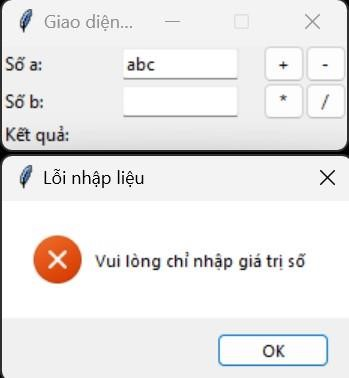 Giao diện...
Số a: abc + -
Số b: * /
Kết quả:
Lỗi nhập liệu
Vui lòng chỉ nhập giá trị số
OK